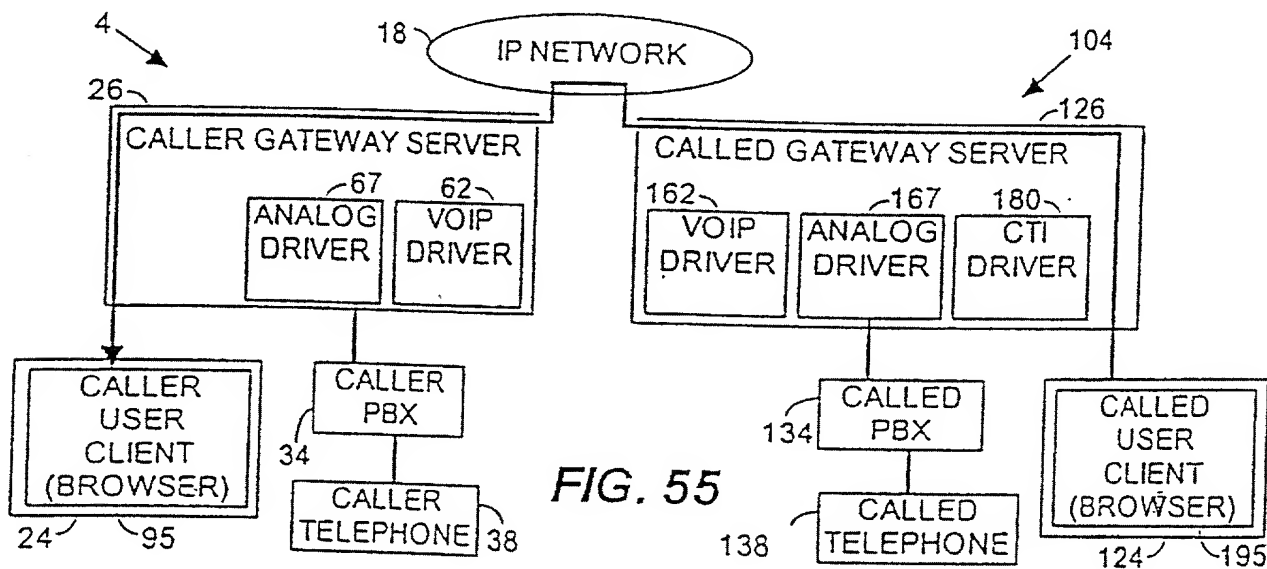 4
18
IP NETWORK
104
26
126
CALLER GATEWAY SERVER
CALLED GATEWAY SERVER
67
62
ANALOG
DRIVER
VOIP
DRIVER
162
167
180
VOIP
DRIVER
ANALOG
DRIVER
CTI
DRIVER
CALLER
USER
CLIENT
(BROWSER)
24
95
CALLER
PBX
34
CALLER
TELEPHONE
38
FIG. 55
CALLED
PBX
134
CALLED
TELEPHONE
138
CALLED
USER
CLIENT
(BROWSER)
124
195